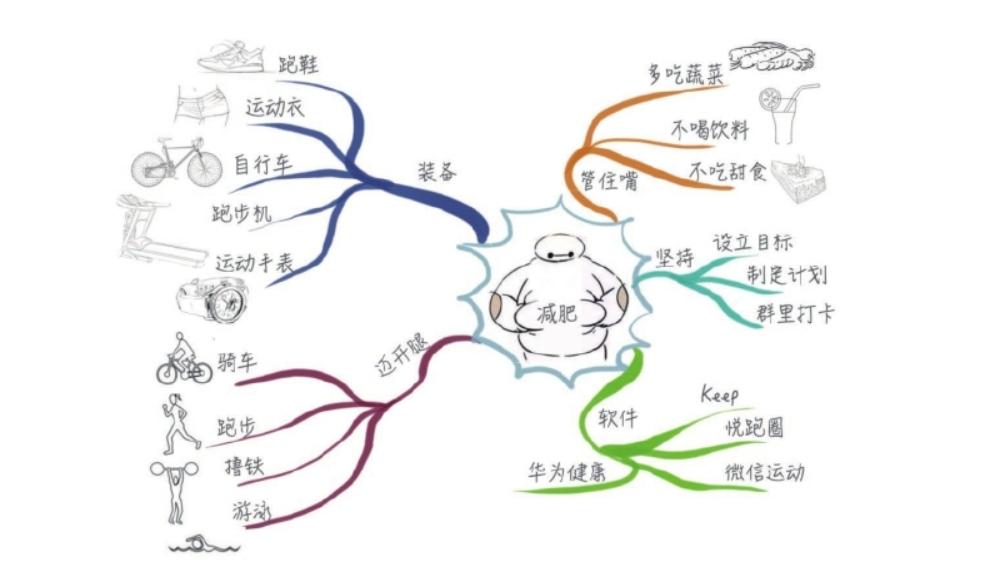 减肥
管住嘴
多吃蔬菜
不喝饮料
不吃甜食
坚持
设立目标
制定计划
群里打卡
软件
Keep
悦跑圈
微信运动
华为健康
迈开腿
骑车
跑步
撸铁
游泳
装备
跑鞋
运动衣
自行车
跑步机
运动手表